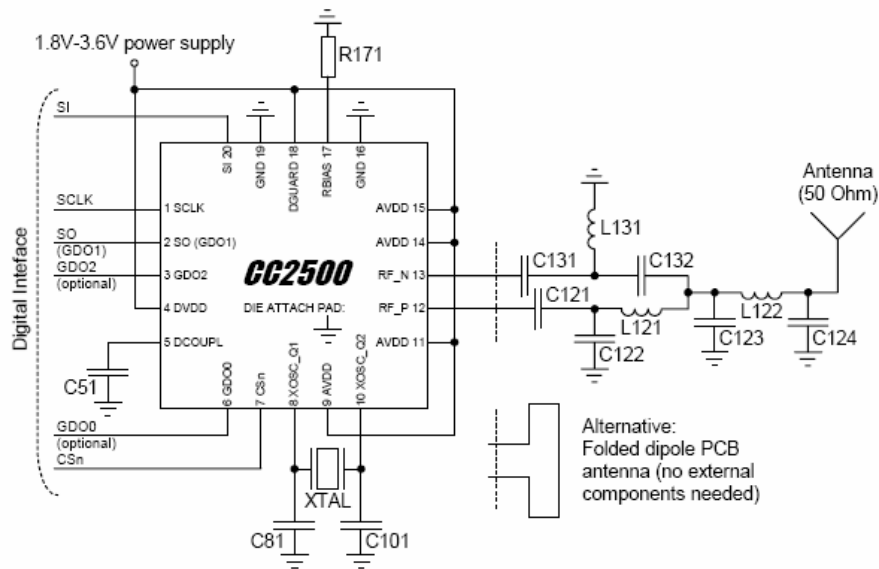 1.8V-3.6V power supply
R171
SI
SI 20
GND 19
DGUARD 18
RBIAS 17
GND 16
Antenna
(50 Ohm)
SCLK
1 SCLK
AVDD 15
L131
SO
(GDO1)
2 SO (GDO1)
AVDD 14
GDO2
(optional)
3 GDO2
CC2500
RF_N 13
C131
C132
4 DVDD
DIE ATTACH PAD:
RF_P 12
C121
L121
L122
5 DCOUPL
AVDD 11
C122
C123
C124
Digital Inteface
C51
6 GDO0
7 CSn
8 XOSC_Q1
9 AVDD
10 XOSC_Q2
GDO0
(optional)
CSn
XTAL
C81
C101
Alternative:
Folded dipole PCB
antenna (no external
components needed)